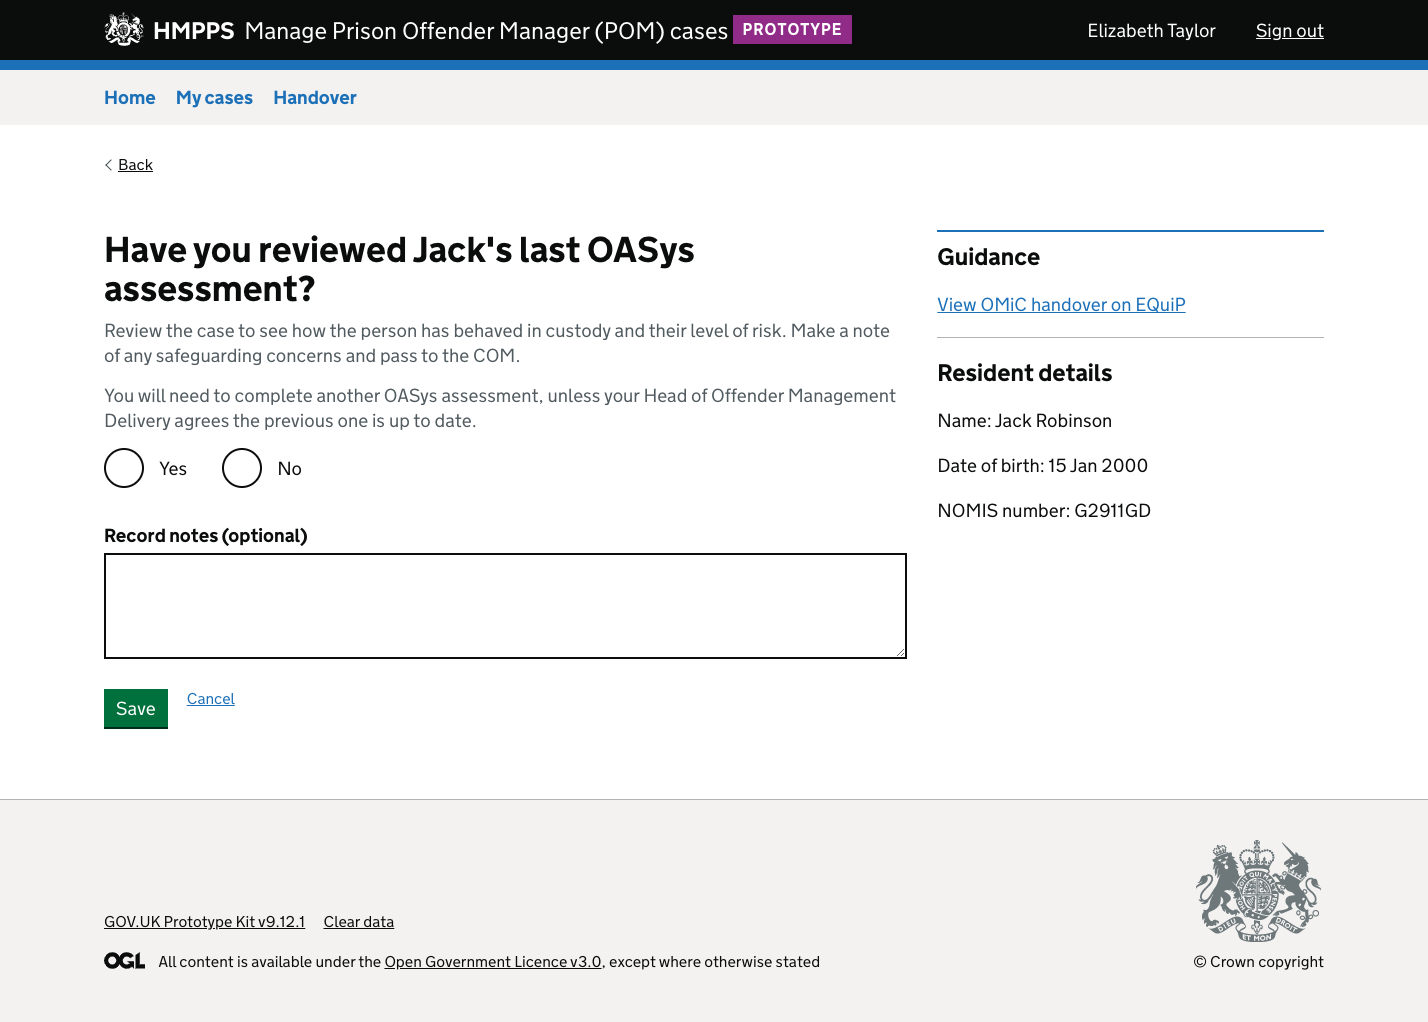 HMPPS Manage Prison Offender Manager (POM) cases PROTOTYPE
Elizabeth Taylor Sign out
Home My cases Handover
Back
Have you reviewed Jack's last OASys
assessment?
Review the case to see how the person has behaved in custody and their level of risk. Make a note
of any safeguarding concerns and pass to the COM.
You will need to complete another OASys assessment, unless your Head of Offender Management
Delivery agrees the previous one is up to date.
Yes No
Record notes (optional)
Save Cancel
Guidance
View OMiC handover on EQuiP
Resident details
Name: Jack Robinson
Date of birth: 15 Jan 2000
NOMIS number: G2911GD
GOV.UK Prototype Kit v9.12.1 Clear data
OGL All content is available under the Open Government Licence v3.0, except where otherwise stated
DIEU ET MON DROIT
© Crown copyright